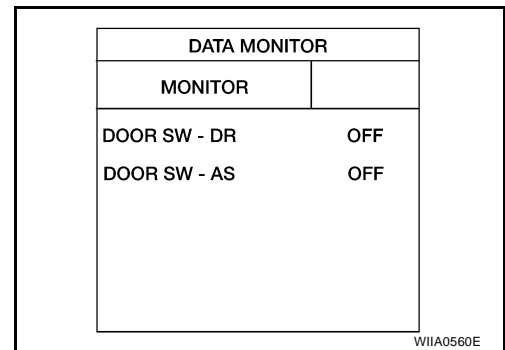 DATA MONITOR
MONITOR
DOOR SW - DR OFF
DOOR SW - AS OFF
WIIA0560E